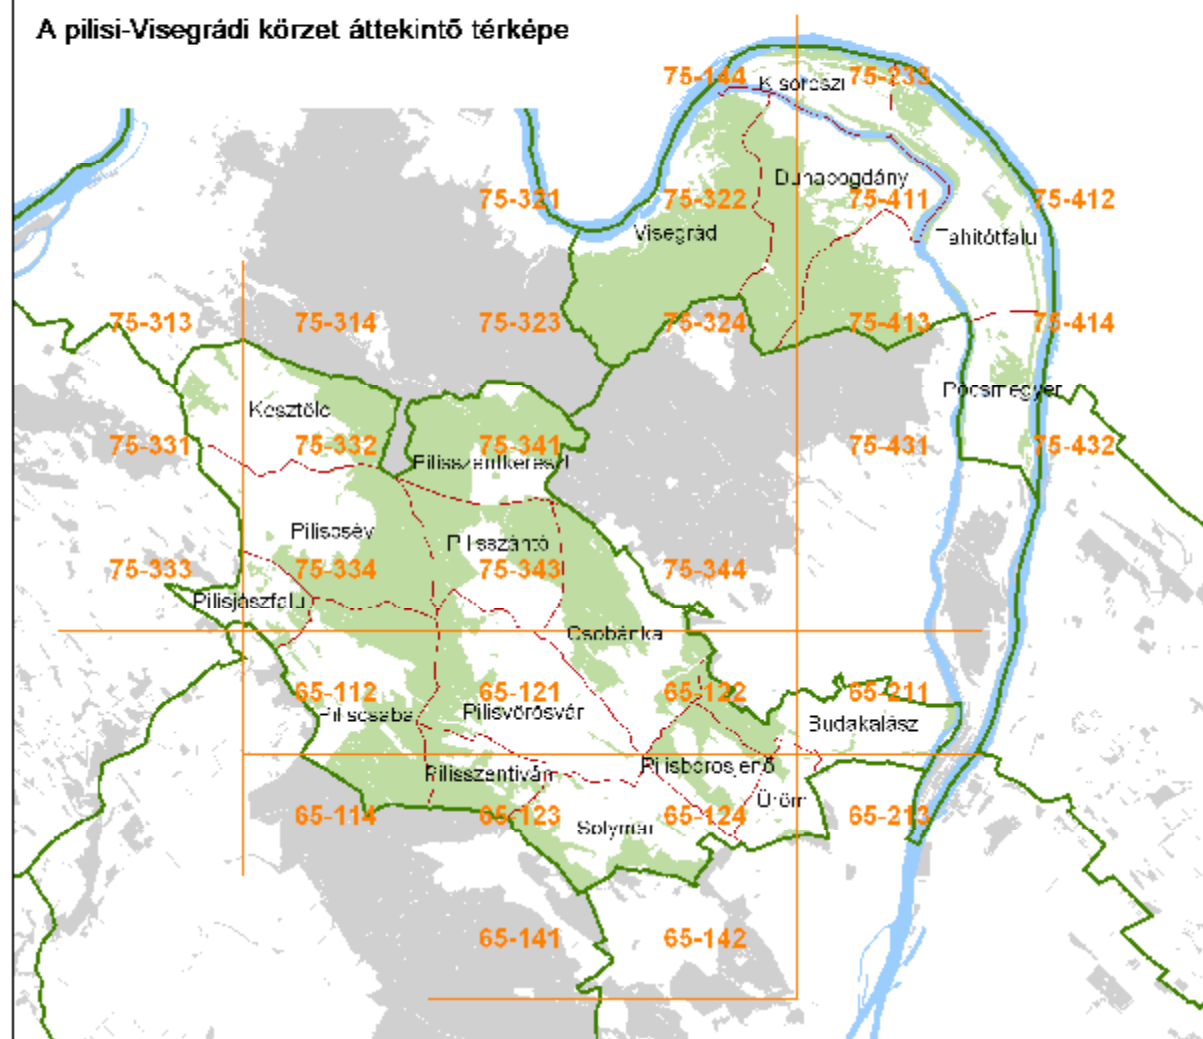 A pilisi-Visegrádi körzet áttekintő térképe
75-144
Kisoroszi
75-233
Dunabogdány
75-321
75-322
75-411
75-412
Visegrád
Tahitótfalu
75-313
75-314
75-323
75-324
75-413
75-414
Pócsmegyer
Kesztölc
75-331
75-332
75-341
75-431
75-432
Pilisszentkereszt
Piliscsév
Pilisszántó
75-333
75-334
75-343
75-344
Pilisjászfalu
Csobánka
65-112
65-121
65-122
65-211
Piliscsaba
Pilisvörösvár
Budakalász
Pilisszentiván
Pilisborosjenő
Üröm
65-114
65-123
65-124
65-213
Solymár
65-141
65-142